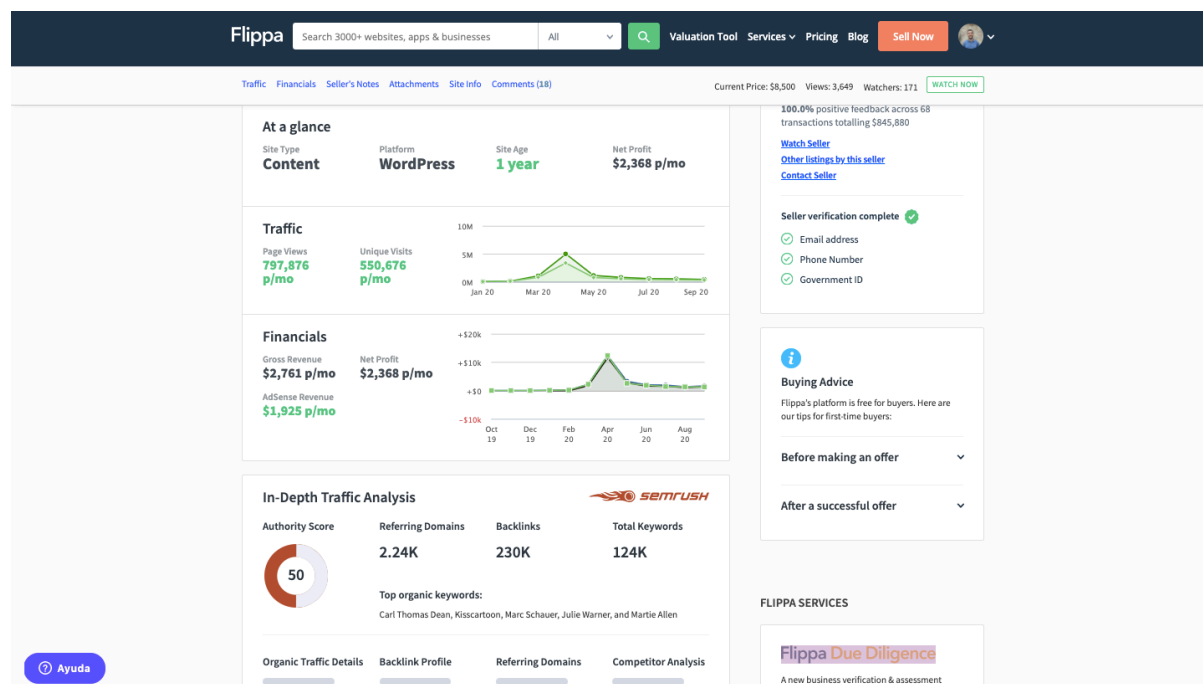 Flippa
Search 3000+ websites, apps & businesses
All
Valuation Tool
Services
Pricing
Blog
Sell Now
Traffic
Financials
Seller's Notes
Attachments
Site Info
Comments (18)
Current Price: $8,500
Views: 3,649
Watchers: 171
WATCH NOW
At a glance
Site Type
Content
Platform
WordPress
Site Age
1 year
Net Profit
$2,368 p/mo
Traffic
Page Views
797,876
p/mo
Unique Visits
550,676
p/mo
10M
5M
0M
Jan 20
Mar 20
May 20
Jul 20
Sep 20
Financials
Gross Revenue
$2,761 p/mo
Net Profit
$2,368 p/mo
AdSense Revenue
$1,925 p/mo
+$20k
+$10k
+$0
-$10k
Oct
19
Dec
19
Feb
20
Apr
20
Jun
20
Aug
20
In-Depth Traffic Analysis
semrush
Authority Score
50
Referring Domains
2.24K
Backlinks
230K
Total Keywords
124K
Top organic keywords:
Carl Thomas Dean, Kisscartoon, Marc Schauer, Julie Warner, and Martie Allen
Organic Traffic Details
Backlink Profile
Referring Domains
Competitor Analysis
100.0% positive feedback across 68
transactions totalling $845,880
Watch Seller
Other listings by this seller
Contact Seller
Seller verification complete
Email address
Phone Number
Government ID
Buying Advice
Flippa's platform is free for buyers. Here are
our tips for first-time buyers:
Before making an offer
After a successful offer
FLIPPA SERVICES
Flippa Due Diligence
A new business verification & assessment
Ayuda